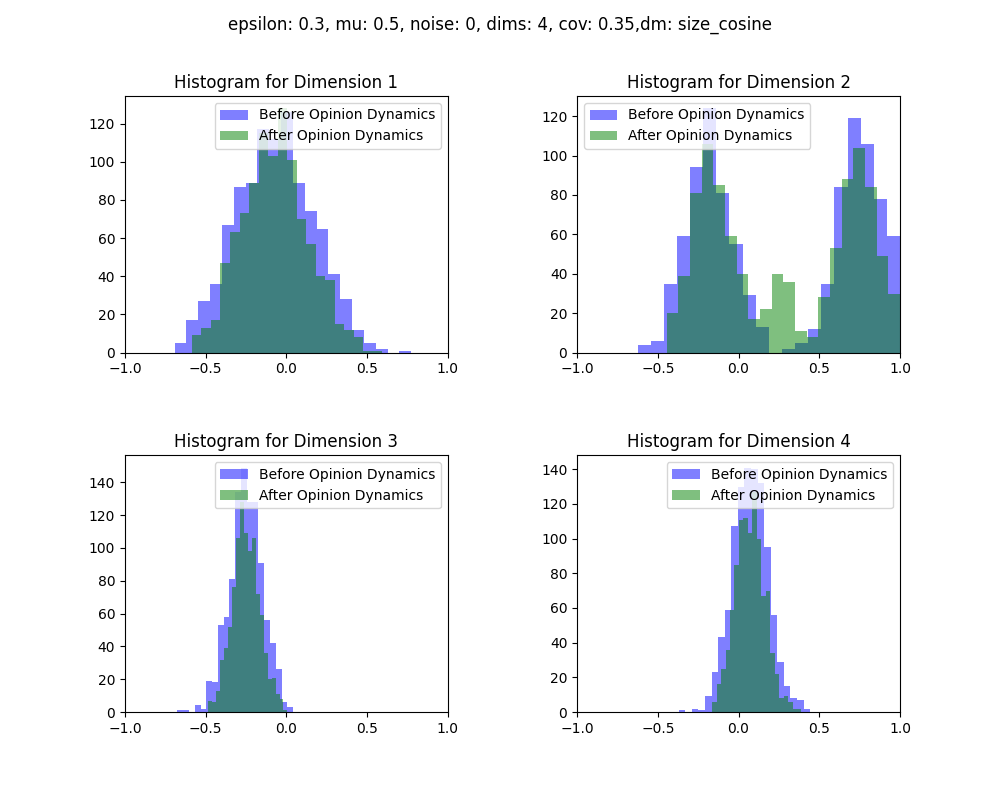 epsilon: 0.3, mu: 0.5, noise: 0, dims: 4, cov: 0.35,dm: size_cosine
Histogram for Dimension 1
Before Opinion Dynamics
After Opinion Dynamics
120
100
80
60
40
20
0
−1.0 −0.5 0.0 0.5 1.0
Histogram for Dimension 2
Before Opinion Dynamics
After Opinion Dynamics
120
100
80
60
40
20
0
−1.0 −0.5 0.0 0.5 1.0
Histogram for Dimension 3
Before Opinion Dynamics
After Opinion Dynamics
140
120
100
80
60
40
20
0
−1.0 −0.5 0.0 0.5 1.0
Histogram for Dimension 4
Before Opinion Dynamics
After Opinion Dynamics
140
120
100
80
60
40
20
0
−1.0 −0.5 0.0 0.5 1.0